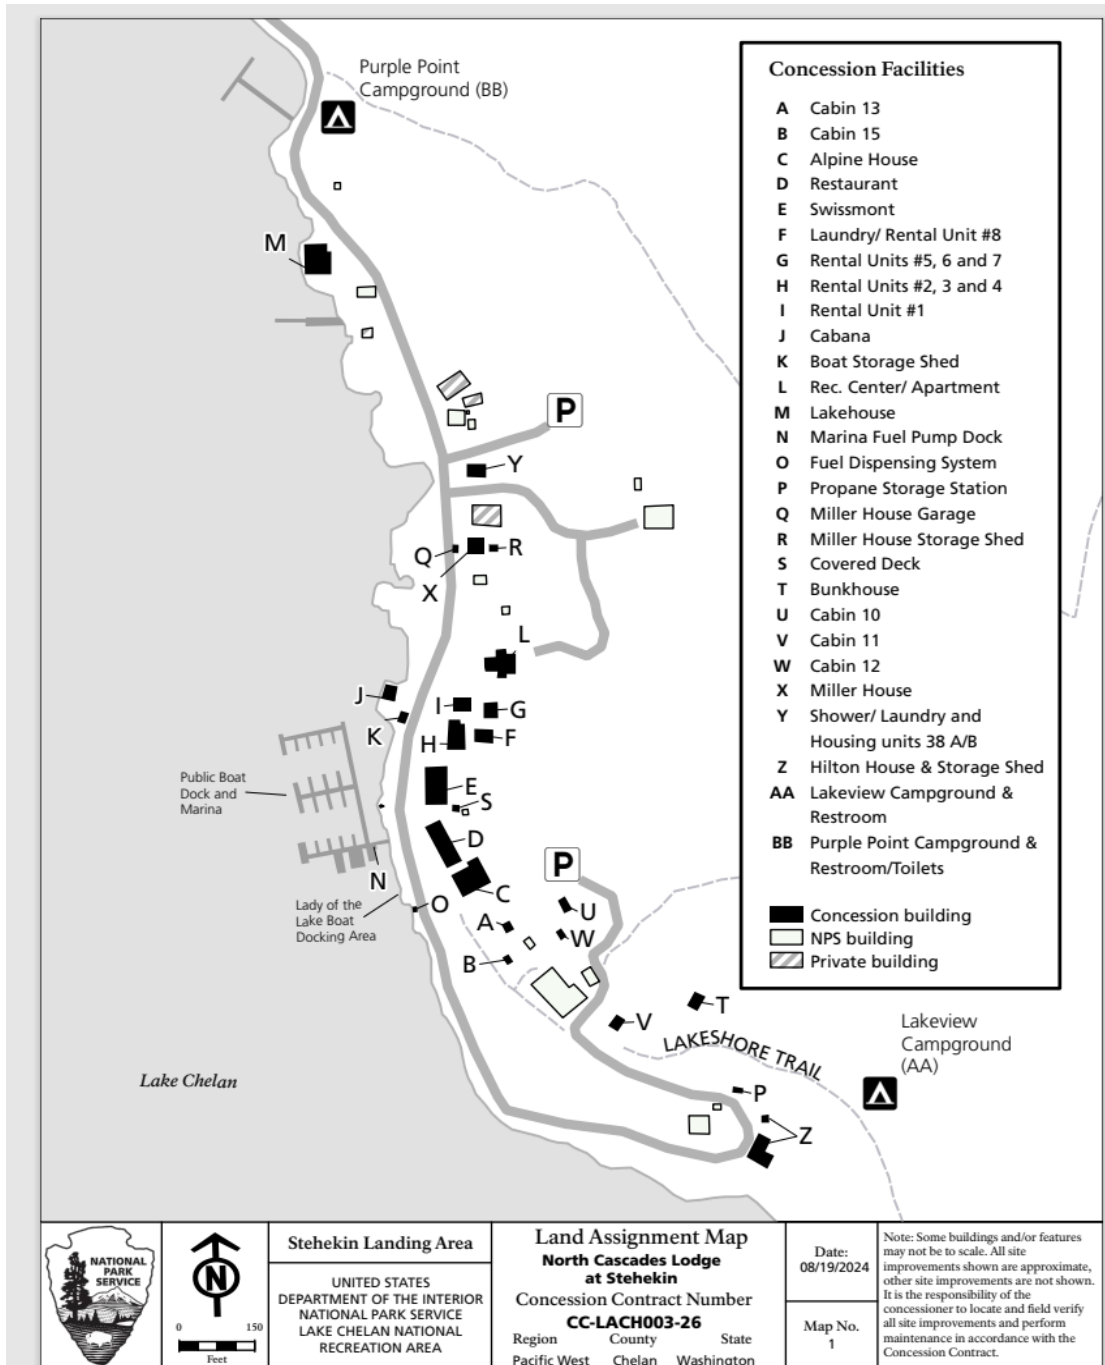 Purple Point
Campground (BB)
M
P
Y
Q
R
X
L
J
K
I
G
H
F
E
S
D
C
Public Boat
Dock and
Marina
N
Lady of the
Lake Boat
Docking Area
O
A
B
P
U
W
V
T
LAKESHORE TRAIL
Lakeview
Campground
(AA)
P
Z
Lake Chelan
Concession Facilities
A Cabin 13
B Cabin 15
C Alpine House
D Restaurant
E Swissmont
F Laundry/ Rental Unit #8
G Rental Units #5, 6 and 7
H Rental Units #2, 3 and 4
I Rental Unit #1
J Cabana
K Boat Storage Shed
L Rec. Center/ Apartment
M Lakehouse
N Marina Fuel Pump Dock
O Fuel Dispensing System
P Propane Storage Station
Q Miller House Garage
R Miller House Storage Shed
S Covered Deck
T Bunkhouse
U Cabin 10
V Cabin 11
W Cabin 12
X Miller House
Y Shower/ Laundry and
Housing units 38 A/B
Z Hilton House & Storage Shed
AA Lakeview Campground &
Restroom
BB Purple Point Campground &
Restroom/Toilets
Concession building
NPS building
Private building
NATIONAL
PARK
SERVICE
N
0 150
Feet
Stehekin Landing Area
UNITED STATES
DEPARTMENT OF THE INTERIOR
NATIONAL PARK SERVICE
LAKE CHELAN NATIONAL
RECREATION AREA
Land Assignment Map
North Cascades Lodge
at Stehekin
Concession Contract Number
CC-LACH003-26
Region County State
Pacific West Chelan Washington
Date:
08/19/2024
Map No.
1
Note: Some buildings and/or features
may not be to scale. All site
improvements shown are approximate,
other site improvements are not shown.
It is the responsibility of the
concessioner to locate and field verify
all site improvements and perform
maintenance in accordance with the
Concession Contract.